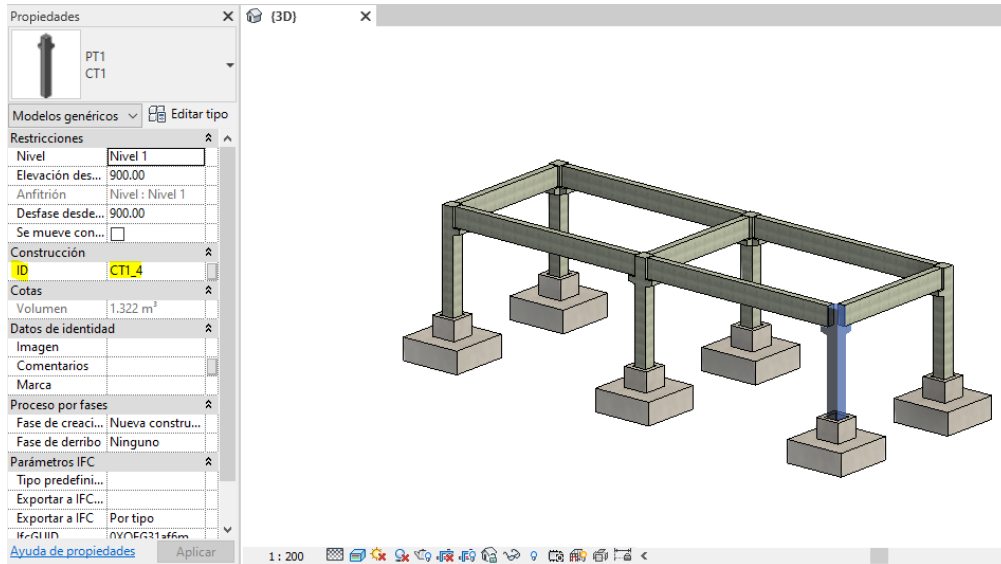 Propiedades
{3D}
PT1
CT1
Modelos genéricos
Editar tipo
Restricciones
Nivel Nivel 1
Elevación des... 900.00
Anfitrión Nivel : Nivel 1
Desfase desde... 900.00
Se mueve con...
Construcción
ID CT1_4
Cotas
Volumen 1.322 m³
Datos de identidad
Imagen
Comentarios
Marca
Proceso por fases
Fase de creaci... Nueva constru...
Fase de derribo Ninguno
Parámetros IFC
Tipo predefini...
Exportar a IFC...
Exportar a IFC Por tipo
IfcGUID
Ayuda de propiedades
Aplicar
1 : 200